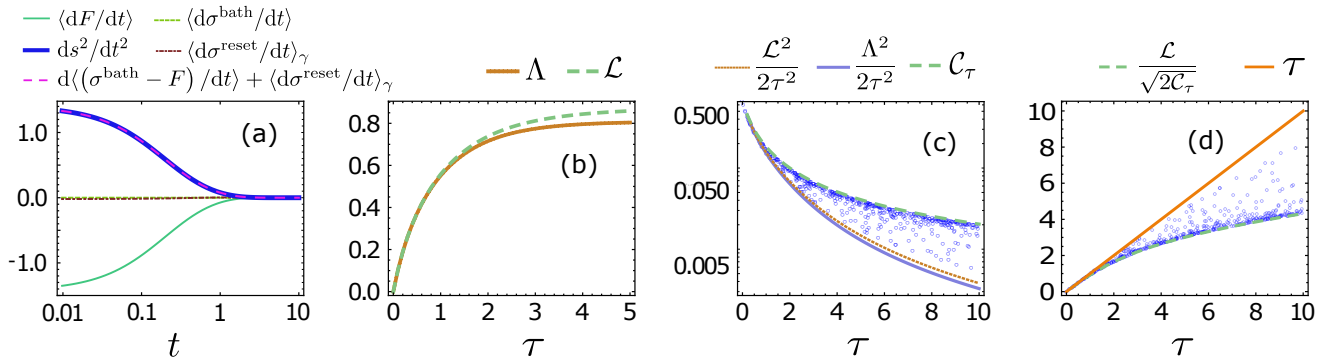 ⟨dF/dt⟩ ⟨dσ^bath/dt⟩
ds²/dt² ⟨dσ^reset/dt⟩_γ
d⟨(σ^bath − F)/dt⟩ + ⟨dσ^reset/dt⟩_γ
(a)
1.0
0.0
-1.0
0.01 0.1 1 10
t
Λ ℒ
(b)
0.8
0.6
0.4
0.2
0.0
0 1 2 3 4 5
τ
ℒ²/2τ² Λ²/2τ² 𝒞_τ
(c)
0.500
0.050
0.005
0 2 4 6 8 10
τ
ℒ/√2𝒞_τ τ
(d)
10
8
6
4
2
0
0 2 4 6 8 10
τ